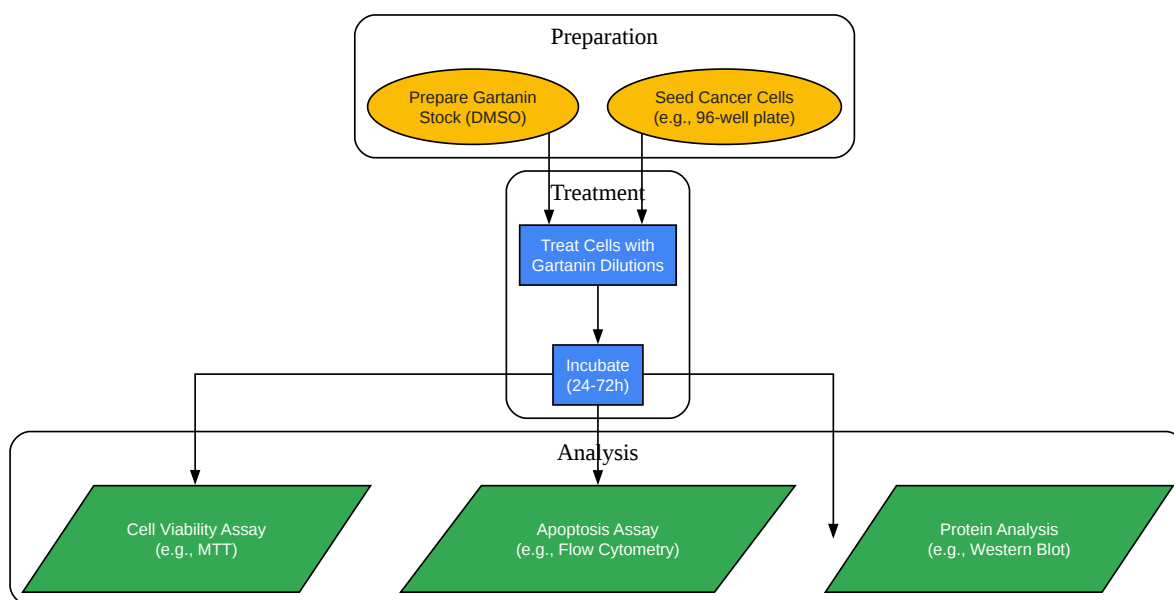 Preparation
Prepare Gartanin
Stock (DMSO)
Seed Cancer Cells
(e.g., 96-well plate)
Treatment
Treat Cells with
Gartanin Dilutions
Incubate
(24-72h)
Analysis
Cell Viability Assay
(e.g., MTT)
Apoptosis Assay
(e.g., Flow Cytometry)
Protein Analysis
(e.g., Western Blot)